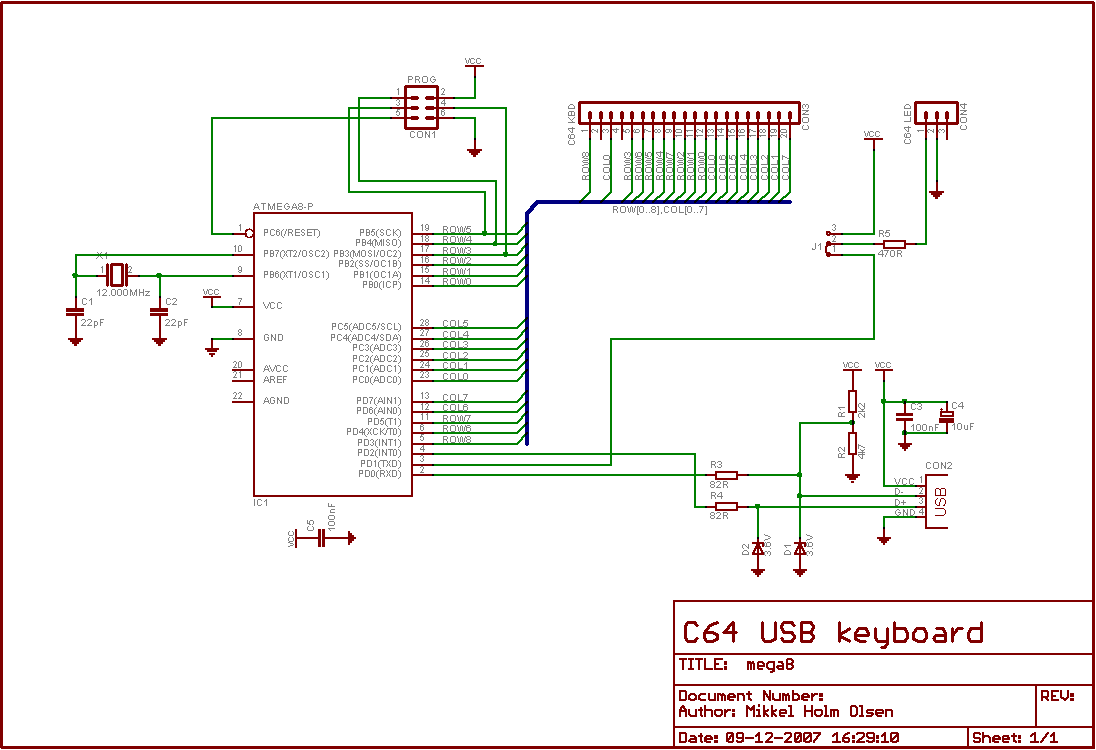 VCC
PROG
1 2
3 4
5 6
CON1
C64 KBD
CON3
1 2 3 4 5 6 7 8 9 10 11 12 13 14 15 16 17 18 19 20
ROW8 COL0 ROW3 ROW6 ROW5 ROW4 ROW7 ROW2 ROW1 ROW0 COL0 COL6 COL5 COL4 COL3 COL2 COL1 COL7
ROW[0..8],COL[0..7]
C64 LED
CON4
1 2 3
VCC
3
2
1
J1
R5
470R
ATMEGA8-P
1 PC6(/RESET)
10 PB7(XT2/OSC2)
9 PB6(XT1/OSC1)
7 VCC
8 GND
20 AVCC
21 AREF
22 AGND
PB5(SCK) 19 ROW5
PB4(MISO) 18 ROW4
PB3(MOSI/OC2) 17 ROW3
PB2(SS/OC1B) 16 ROW2
PB1(OC1A) 15 ROW1
PB0(ICP) 14 ROW0
PC5(ADC5/SCL) 28 COL5
PC4(ADC4/SDA) 27 COL4
PC3(ADC3) 26 COL3
PC2(ADC2) 25 COL2
PC1(ADC1) 24 COL1
PC0(ADC0) 23 COL0
PD7(AIN1) 13 COL7
PD6(AIN0) 12 COL6
PD5(T1) 11 ROW7
PD4(XCK/T0) 6 ROW6
PD3(INT1) 5 ROW8
PD2(INT0) 4
PD1(TXD) 3
PD0(RXD) 2
IC1
X1
1 2
12.000MHz
C1
22pF
C2
22pF
VCC
VCC
C5
100nF
R3
82R
R4
82R
VCC
R1
2k2
R2
4k7
VCC
C3
100nF
C4
10uF
D2
3.6V
D1
3.6V
CON2
VCC 1
D- 2
D+ 3
GND 4
USB
C64 USB keyboard
TITLE: mega8
Document Number:
REV:
Author: Mikkel Holm Olsen
Date: 09-12-2007 16:29:10
Sheet: 1/1